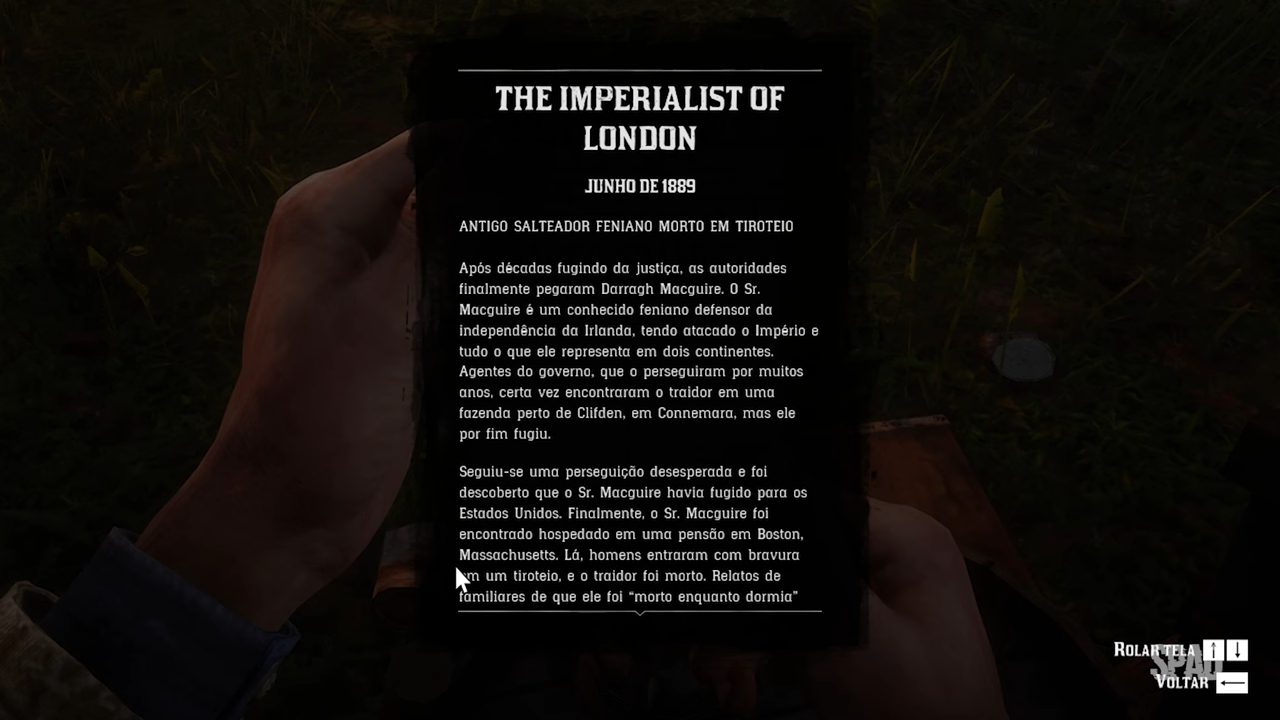 THE IMPERIALIST OF
LONDON
JUNHO DE 1889
ANTIGO SALTEADOR FENIANO MORTO EM TIROTEIO
Após décadas fugindo da justiça, as autoridades
finalmente pegaram Darragh Macguire. O Sr.
Macguire é um conhecido feniano defensor da
independência da Irlanda, tendo atacado o Império e
tudo o que ele representa em dois continentes.
Agentes do governo, que o perseguiram por muitos
anos, certa vez encontraram o traidor em uma
fazenda perto de Clifden, em Connemara, mas ele
por fim fugiu.
Seguiu-se uma perseguição desesperada e foi
descoberto que o Sr. Macguire havia fugido para os
Estados Unidos. Finalmente, o Sr. Macguire foi
encontrado hospedado em uma pensão em Boston,
Massachusetts. Lá, homens entraram com bravura
em um tiroteio, e o traidor foi morto. Relatos de
familiares de que ele foi “morto enquanto dormia”
ROLAR TELA
SPAD
VOLTAR